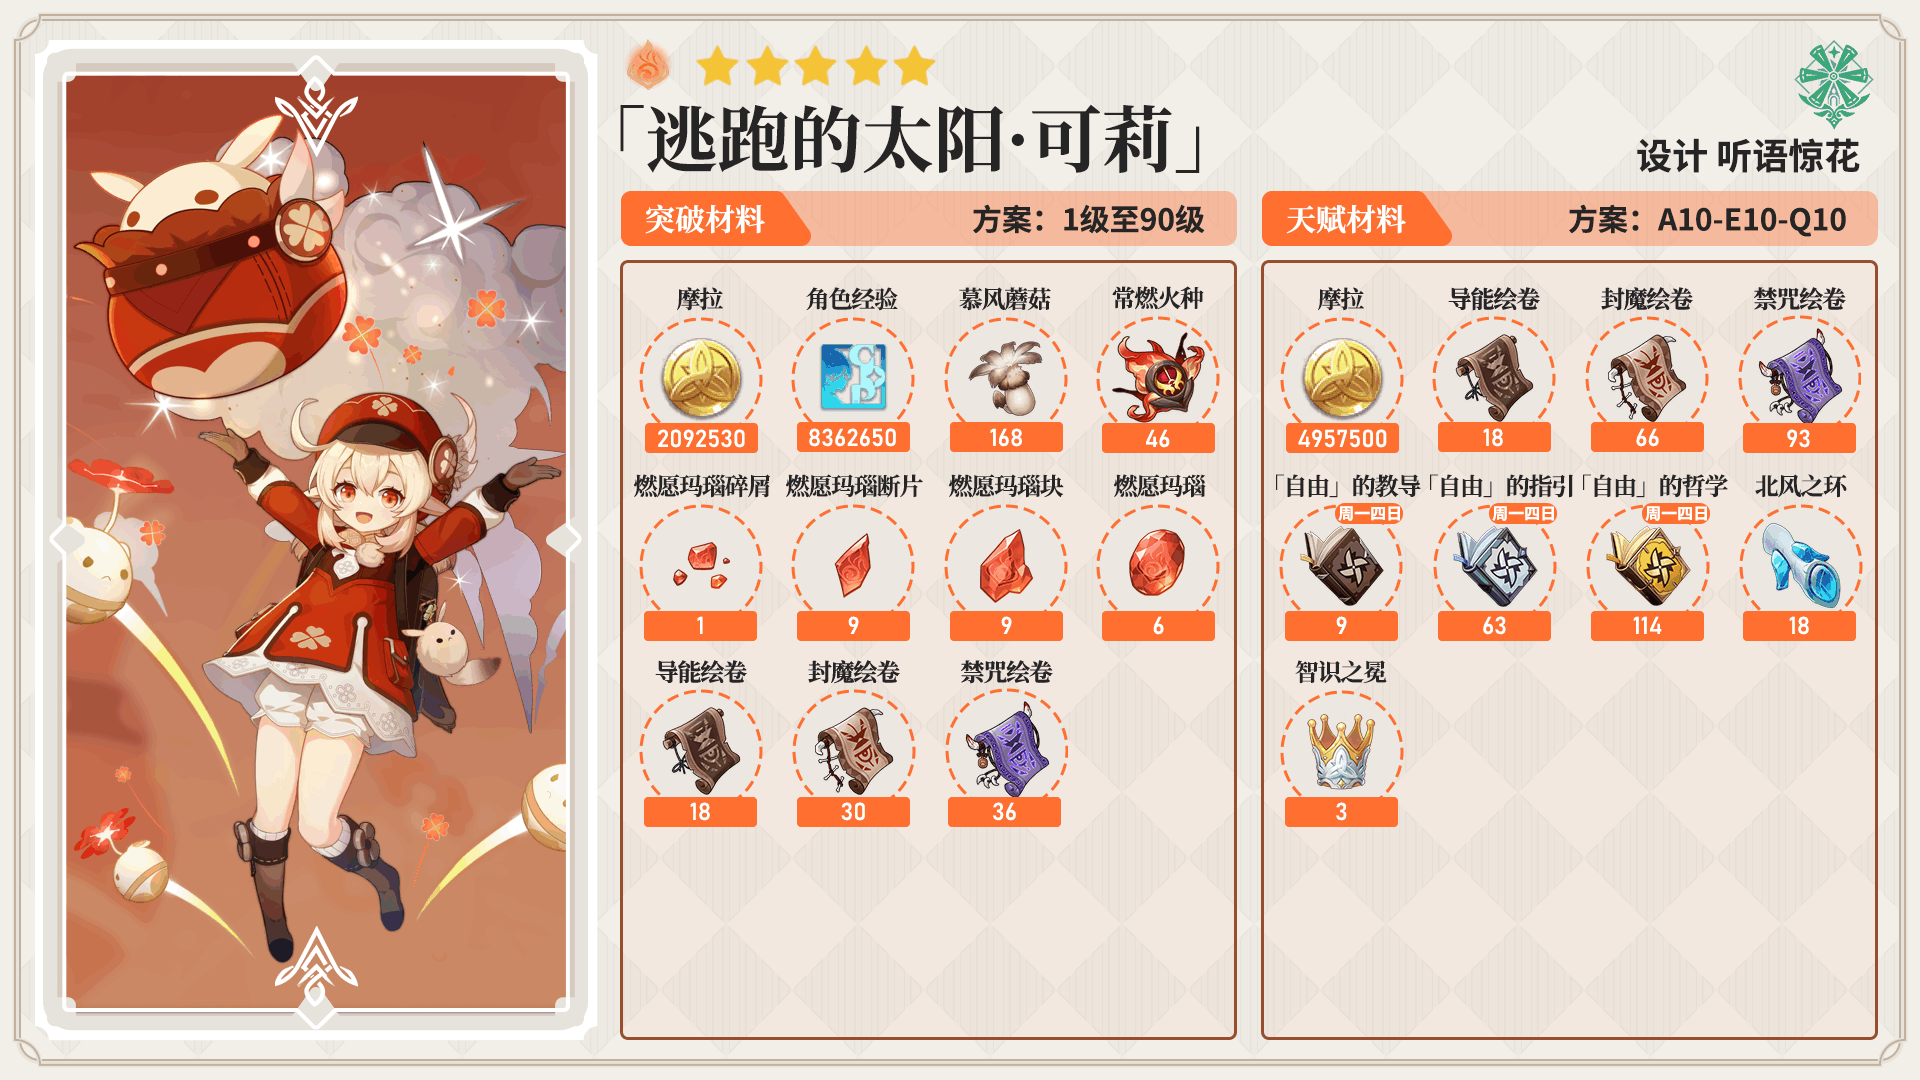 「逃跑的太阳·可莉」
设计 听语惊花
突破材料 方案：1级至90级
摩拉 角色经验 慕风蘑菇 常燃火种
2092530 8362650 168 46
燃愿玛瑙碎屑 燃愿玛瑙断片 燃愿玛瑙块 燃愿玛瑙
1 9 9 6
导能绘卷 封魔绘卷 禁咒绘卷
18 30 36
天赋材料 方案：A10-E10-Q10
摩拉 导能绘卷 封魔绘卷 禁咒绘卷
4957500 18 66 93
「自由」的教导 「自由」的指引 「自由」的哲学 北风之环
周一四日 周一四日 周一四日
9 63 114 18
智识之冕
3